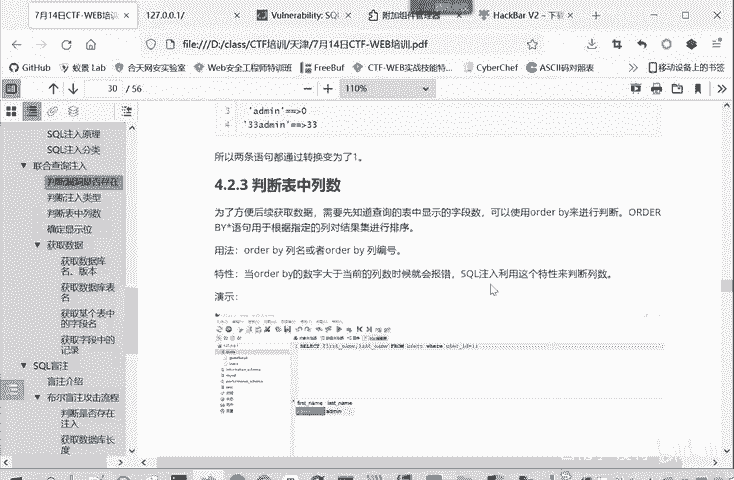 7月14日CTF-WEB培训.pdf
127.0.0.1/
Vulnerability: SQ
附加组件管理器
HackBar V2 – 下载
file:///D:/class/CTF培训/天津/7月14日CTF-WEB培训.pdf
GitHub
蚁景 Lab
合天网安实验室
Web安全工程师特训班
FreeBuf
CTF-WEB实战技能特...
CyberChef
ASCII码对照表
移动设备上的书签
30 / 56
110%
SQL注入原理
SQL注入分类
联合查询注入
判断注入类型
判断表中列数
确定显示位
获取数据
获取数据库
名、版本
获取数据库表
名
获取某个表中
的字段名
获取字段中的
记录
SQL盲注
盲注介绍
布尔盲注攻击流程
判断是否存在
注入
获取数据库长
度
3 'admin'==>0
4 '33admin'==>33
所以两条语句都通过转换变为了1。
4.2.3 判断表中列数
为了方便后续获取数据，需要先知道查询的表中显示的字段数，可以使用order by来进行判断。ORDER
BY*语句用于根据指定的列对结果集进行排序。
用法：order by 列名或者order by 列编号。
特性：当order by的数字大于当前的列数时候就会报错，SQL注入利用这个特性来判断列数。
演示：
SELECT first_name,last_name FROM users where user_id=1;
first_name last_name
admin